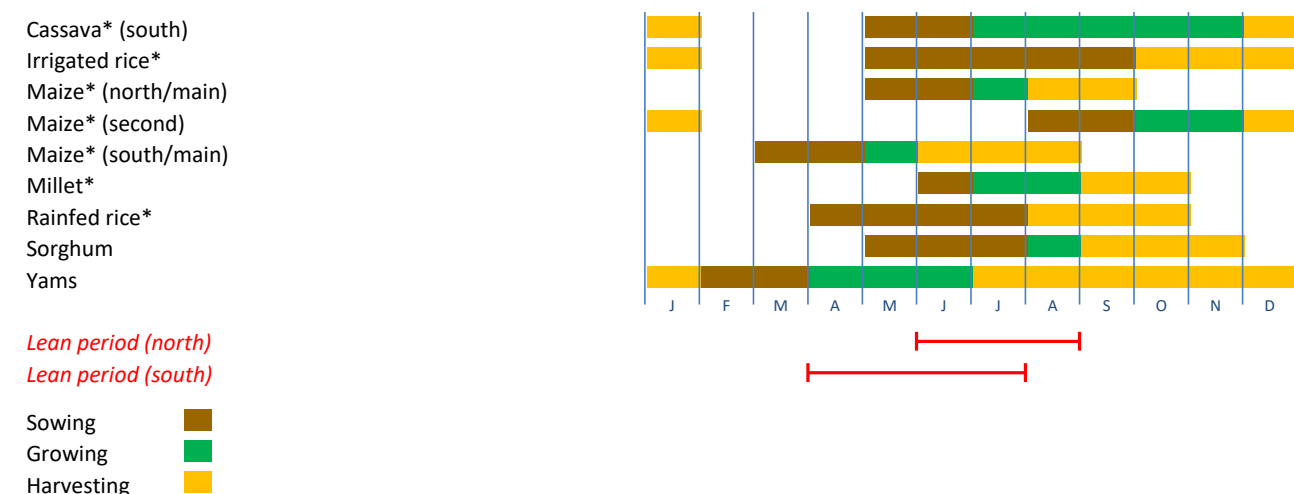 Cassava* (south)
Irrigated rice*
Maize* (north/main)
Maize* (second)
Maize* (south/main)
Millet*
Rainfed rice*
Sorghum
Yams
J F M A M J J A S O N D
Lean period (north)
Lean period (south)
Sowing
Growing
Harvesting